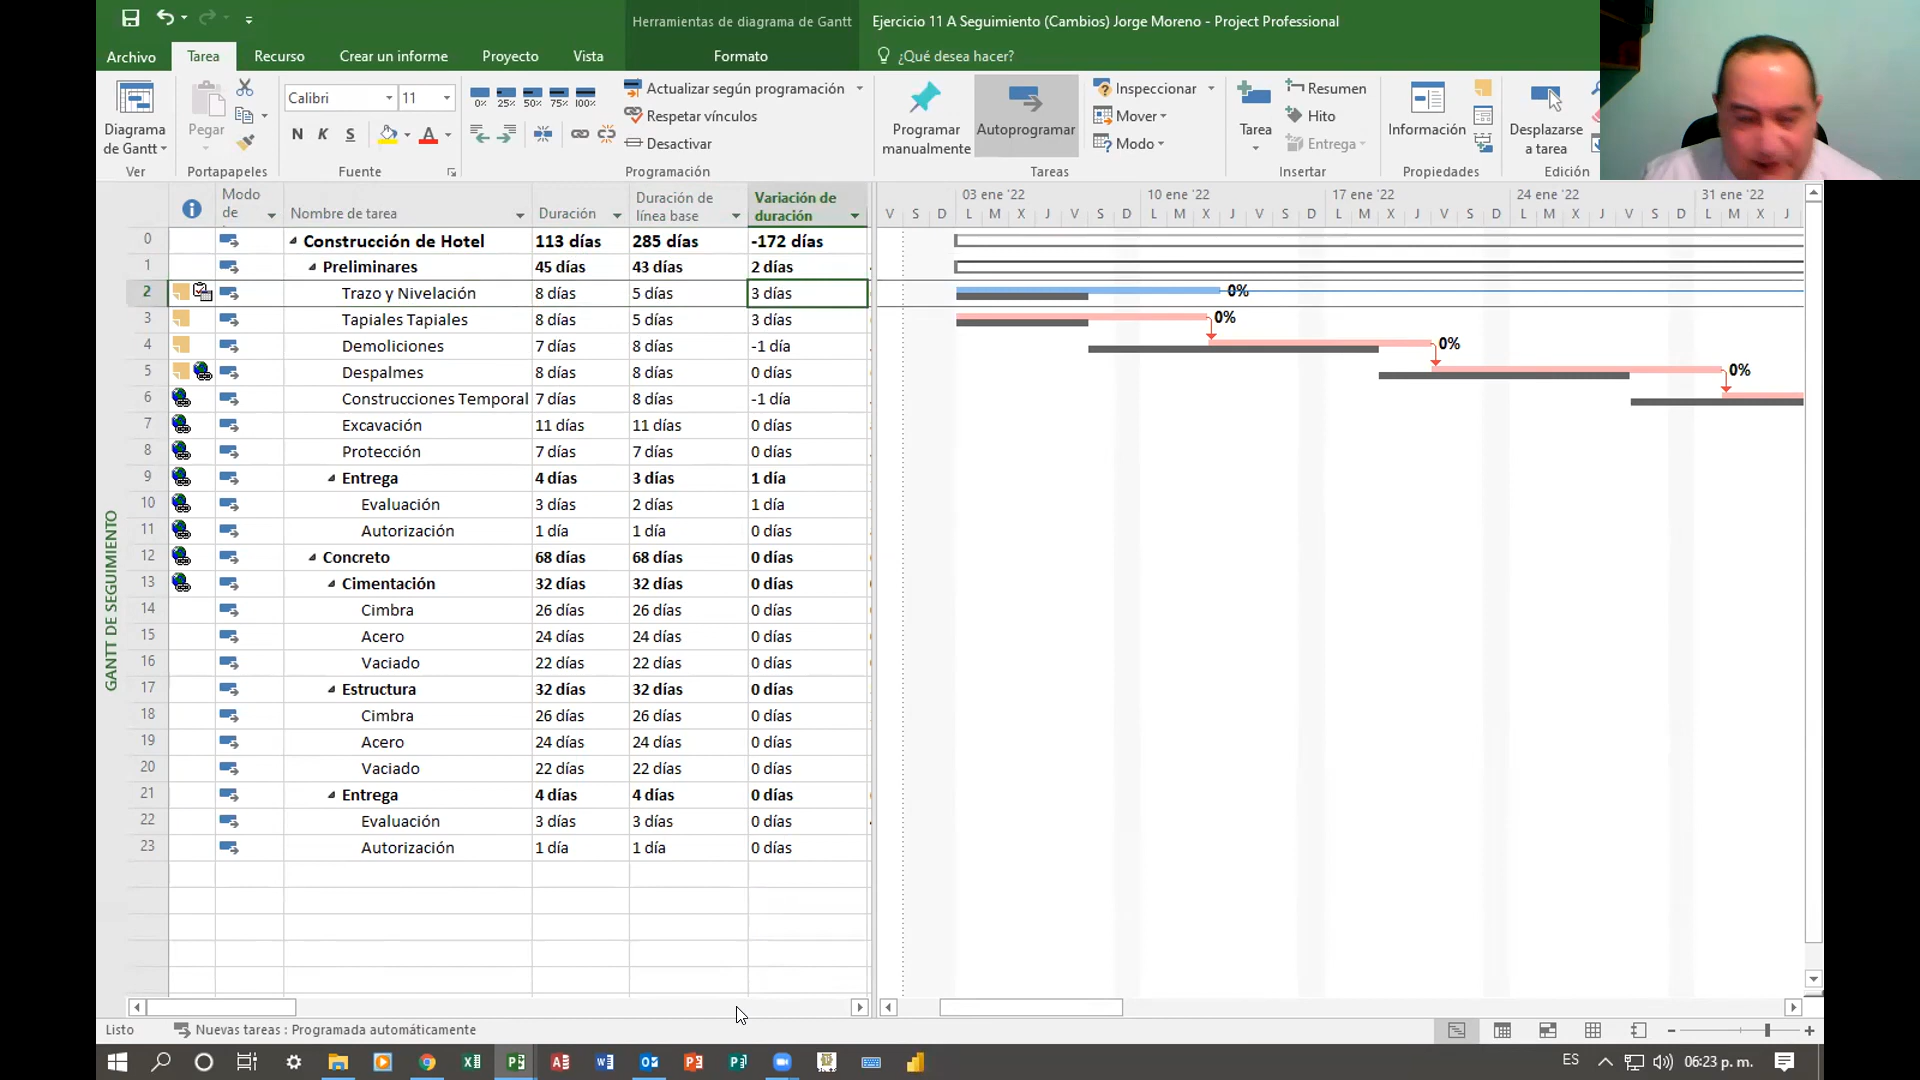 Herramientas de diagrama de Gantt
Ejercicio 11 A Seguimiento (Cambios) Jorge Moreno - Project Professional
Archivo
Tarea
Recurso
Crear un informe
Proyecto
Vista
Formato
¿Qué desea hacer?
Diagrama
de Gantt
Pegar
Calibri
11
N
K
S
A
0%
25%
50%
75%
100%
Actualizar según programación
Respetar vínculos
Desactivar
Programar
manualmente
Autoprogramar
Inspeccionar
Mover
Modo
Tarea
Resumen
Hito
Entrega
Información
Desplazarse
a tarea
Ver
Portapapeles
Fuente
Programación
Tareas
Insertar
Propiedades
Edición
Modo
de
Nombre de tarea
Duración
Duración de
línea base
Variación de
duración
03 ene '22
10 ene '22
17 ene '22
24 ene '22
31 ene '22
V S D L M X J V S D L M X J V S D L M X J V S D L M X J V S D L M X J
0 Construcción de Hotel 113 días 285 días -172 días
1 Preliminares 45 días 43 días 2 días
2 Trazo y Nivelación 8 días 5 días 3 días 0%
3 Tapiales Tapiales 8 días 5 días 3 días 0%
4 Demoliciones 7 días 8 días -1 día 0%
5 Despalmes 8 días 8 días 0 días 0%
6 Construcciones Temporal 7 días 8 días -1 día
7 Excavación 11 días 11 días 0 días
8 Protección 7 días 7 días 0 días
9 Entrega 4 días 3 días 1 día
10 Evaluación 3 días 2 días 1 día
11 Autorización 1 día 1 día 0 días
12 Concreto 68 días 68 días 0 días
13 Cimentación 32 días 32 días 0 días
14 Cimbra 26 días 26 días 0 días
15 Acero 24 días 24 días 0 días
16 Vaciado 22 días 22 días 0 días
17 Estructura 32 días 32 días 0 días
18 Cimbra 26 días 26 días 0 días
19 Acero 24 días 24 días 0 días
20 Vaciado 22 días 22 días 0 días
21 Entrega 4 días 4 días 0 días
22 Evaluación 3 días 3 días 0 días
23 Autorización 1 día 1 día 0 días
GANTT DE SEGUIMIENTO
Listo
Nuevas tareas : Programada automáticamente
ES
06:23 p. m.